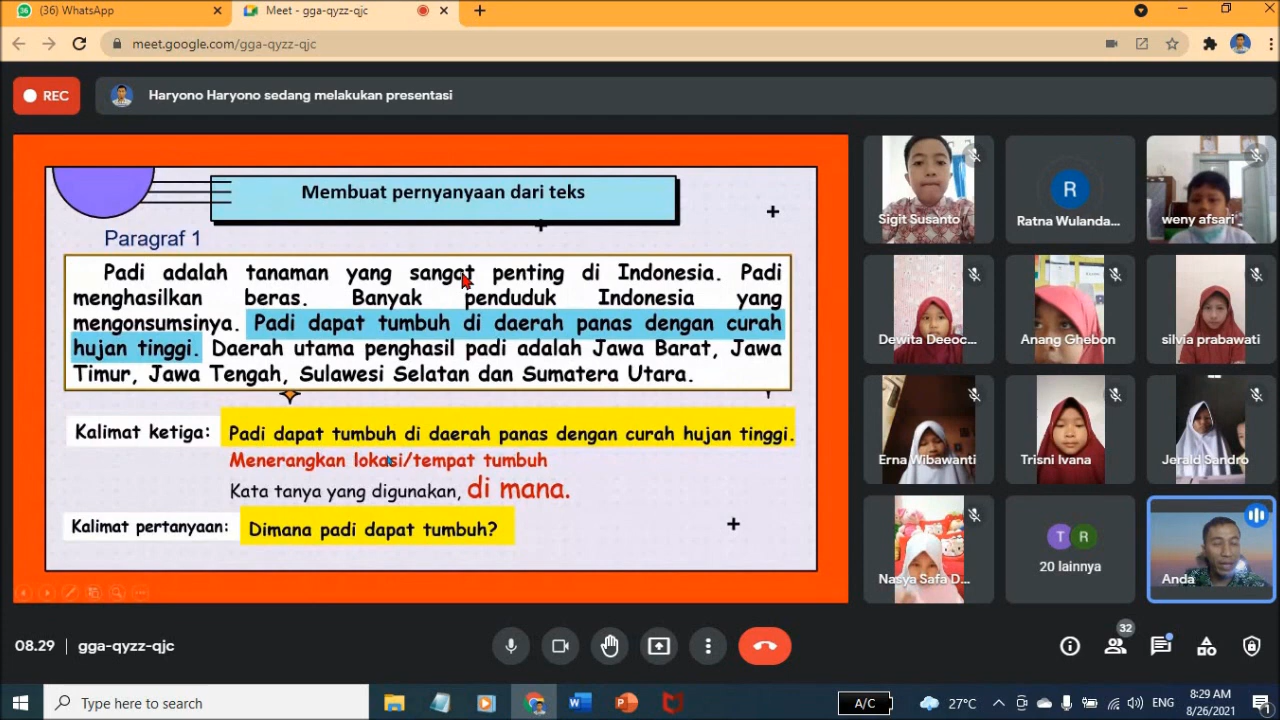 (36) WhatsApp
Meet - gga-qyzz-qjc
meet.google.com/gga-qyzz-qjc
REC
Haryono Haryono sedang melakukan presentasi
Membuat pernyanyaan dari teks
Paragraf 1
Padi adalah tanaman yang sangat penting di Indonesia. Padi
menghasilkan beras. Banyak penduduk Indonesia yang
mengonsumsinya. Padi dapat tumbuh di daerah panas dengan curah
hujan tinggi. Daerah utama penghasil padi adalah Jawa Barat, Jawa
Timur, Jawa Tengah, Sulawesi Selatan dan Sumatera Utara.
Kalimat ketiga: Padi dapat tumbuh di daerah panas dengan curah hujan tinggi.
Menerangkan lokasi/tempat tumbuh
Kata tanya yang digunakan, di mana.
Kalimat pertanyaan: Dimana padi dapat tumbuh?
Sigit Susanto
R
Ratna Wulanda...
weny afsari
Dewita Deeoc...
Anang Ghebon
silvia prabawati
Erna Wibawanti
Trisni Ivana
Jerald Sandro
Nasya Safa D...
T R
20 lainnya
Anda
08.29 | gga-qyzz-qjc
32
Type here to search
A/C
27°C
ENG
8:29 AM
8/26/2021
1